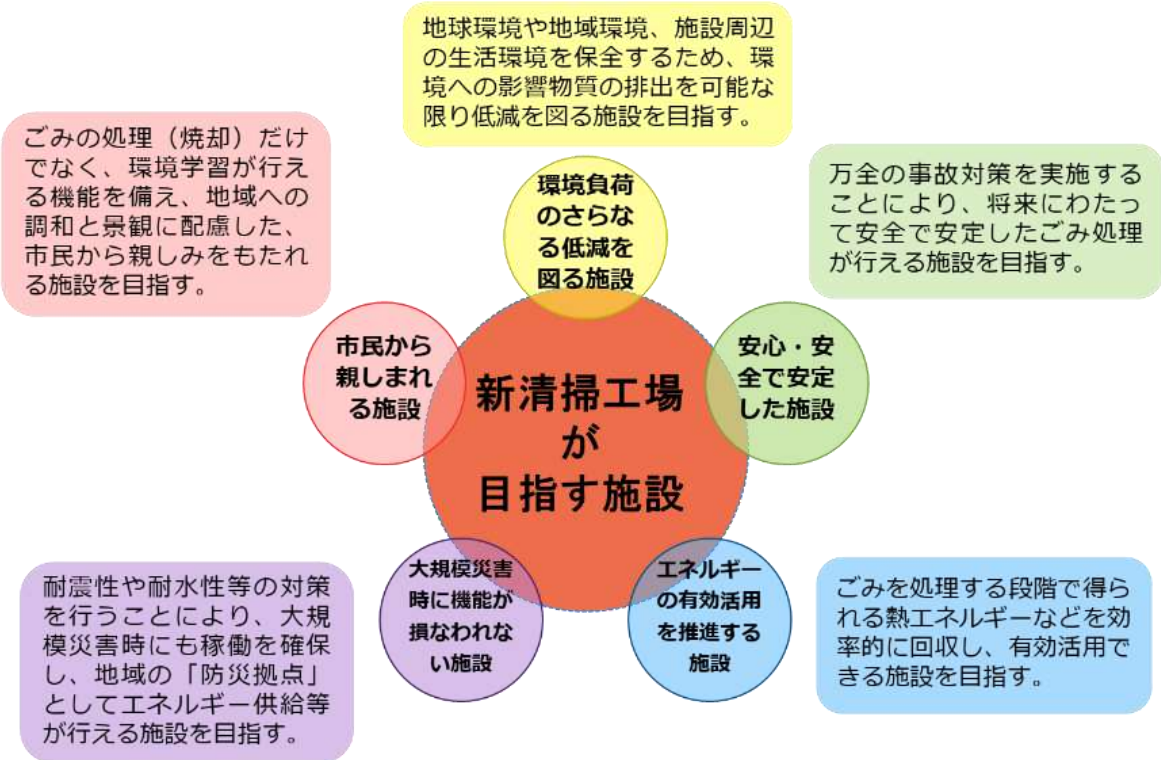 地球環境や地域環境、施設周辺
の生活環境を保全するため、環
境への影響物質の排出を可能な
限り低減を図る施設を目指す。
ごみの処理（焼却）だけ
でなく、環境学習が行え
る機能を備え、地域への
調和と景観に配慮した、
市民から親しみをもたれ
る施設を目指す。
環境負荷
のさらな
る低減を
図る施設
万全の事故対策を実施する
ことにより、将来にわたっ
て安全で安定したごみ処理
が行える施設を目指す。
市民から
親しまれ
る施設
安心・安
全で安定
した施設
新清掃工場
が
目指す施設
大規模災害
時に機能が
損なわれな
い施設
エネルギー
の有効活用
を推進する
施設
耐震性や耐水性等の対策
を行うことにより、大規
模災害時にも稼働を確保
し、地域の「防災拠点」
としてエネルギー供給等
が行える施設を目指す。
ごみを処理する段階で得ら
れる熱エネルギーなどを効
率的に回収し、有効活用で
きる施設を目指す。